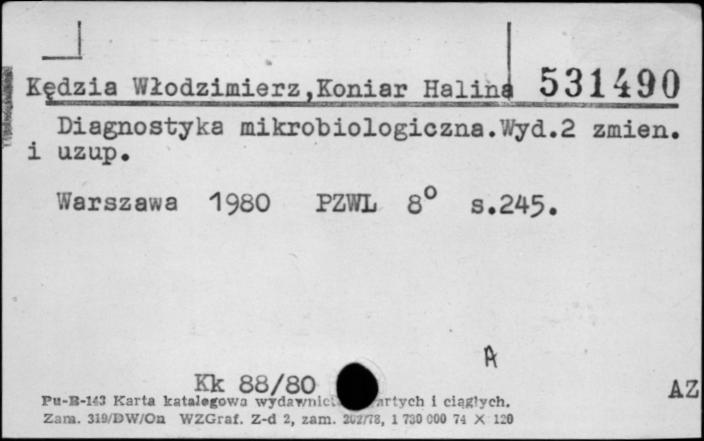 Kędzia Włodzimierz,Koniar Halina 531490
Diagnostyka mikrobiologiczna.Wyd.2 zmien.
i uzup.
Warszawa 1980 PZWL 8° s.245.
A
Kk 88/80 AZ
Pu-B-143 Karta katalogowa i ciągłych.
Zam. 319/DW/On WZGraf. Z-d 2, zam. 202/78, 1 730 000 74 X 120